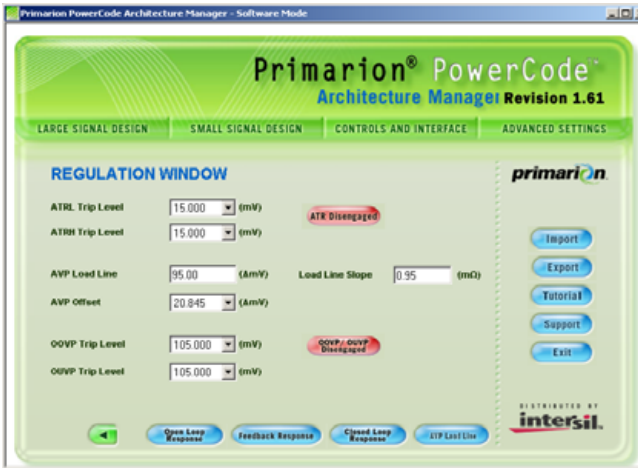 Primarion PowerCode Architecture Manager - Software Mode
Primarion® PowerCode™
Architecture Manager Revision 1.61
LARGE SIGNAL DESIGN SMALL SIGNAL DESIGN CONTROLS AND INTERFACE ADVANCED SETTINGS
REGULATION WINDOW
primarion
ATRL Trip Level 15.000 (mV)
ATR Disengaged
ATRH Trip Level 15.000 (mV)
AVP Load Line 95.00 (ΔmV) Load Line Slope 0.95 (mΩ)
AVP Offset 20.845 (ΔmV)
OOVP Trip Level 105.000 (mV)
OOVP / OUVP
Disengaged
OUVP Trip Level 105.000 (mV)
Import
Export
Tutorial
Support
Exit
DISTRIBUTED BY
intersil.
Open Loop
Response
Feedback Response
Closed Loop
Response
Load Line